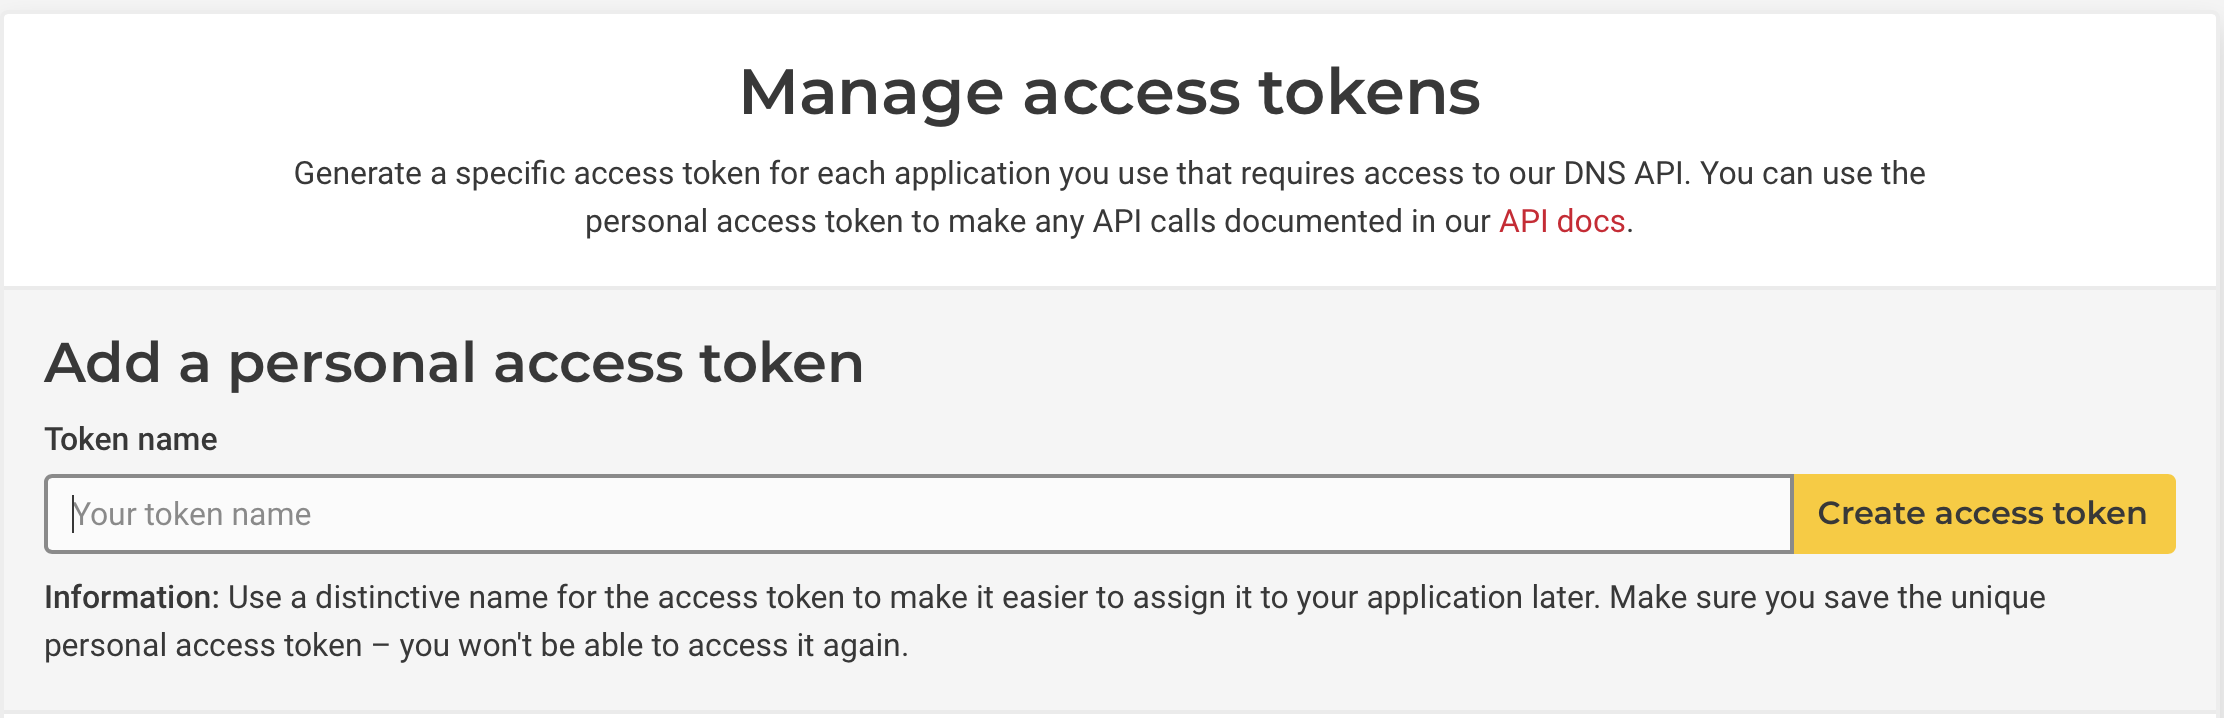 Manage access tokens
Generate a specific access token for each application you use that requires access to our DNS API. You can use the
personal access token to make any API calls documented in our API docs.
Add a personal access token
Token name
Your token name
Create access token
Information: Use a distinctive name for the access token to make it easier to assign it to your application later. Make sure you save the unique
personal access token – you won't be able to access it again.